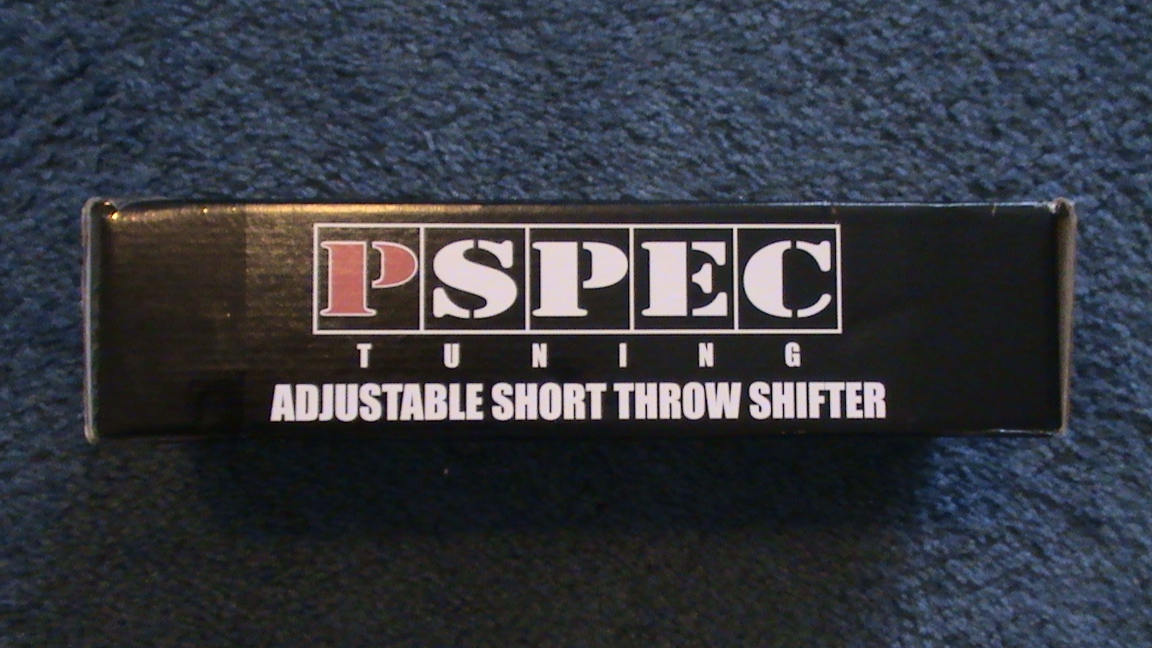 PSPEC
TUNING
ADJUSTABLE SHORT THROW SHIFTER